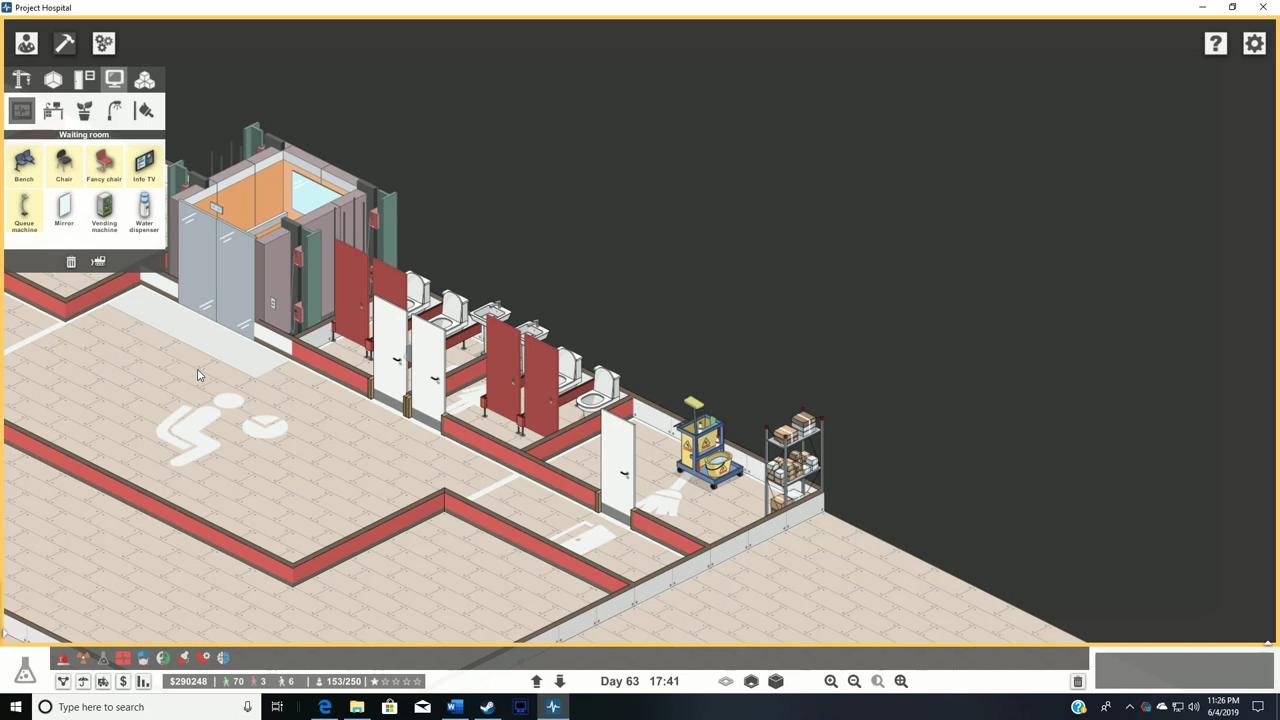 Project Hospital
?
Waiting room
Bench
Chair
Fancy chair
Info TV
Queue machine
Mirror
Vending machine
Water dispenser
$290248
70
3
6
153/250
Day 63 17:41
Type here to search
11:26 PM
6/4/2019